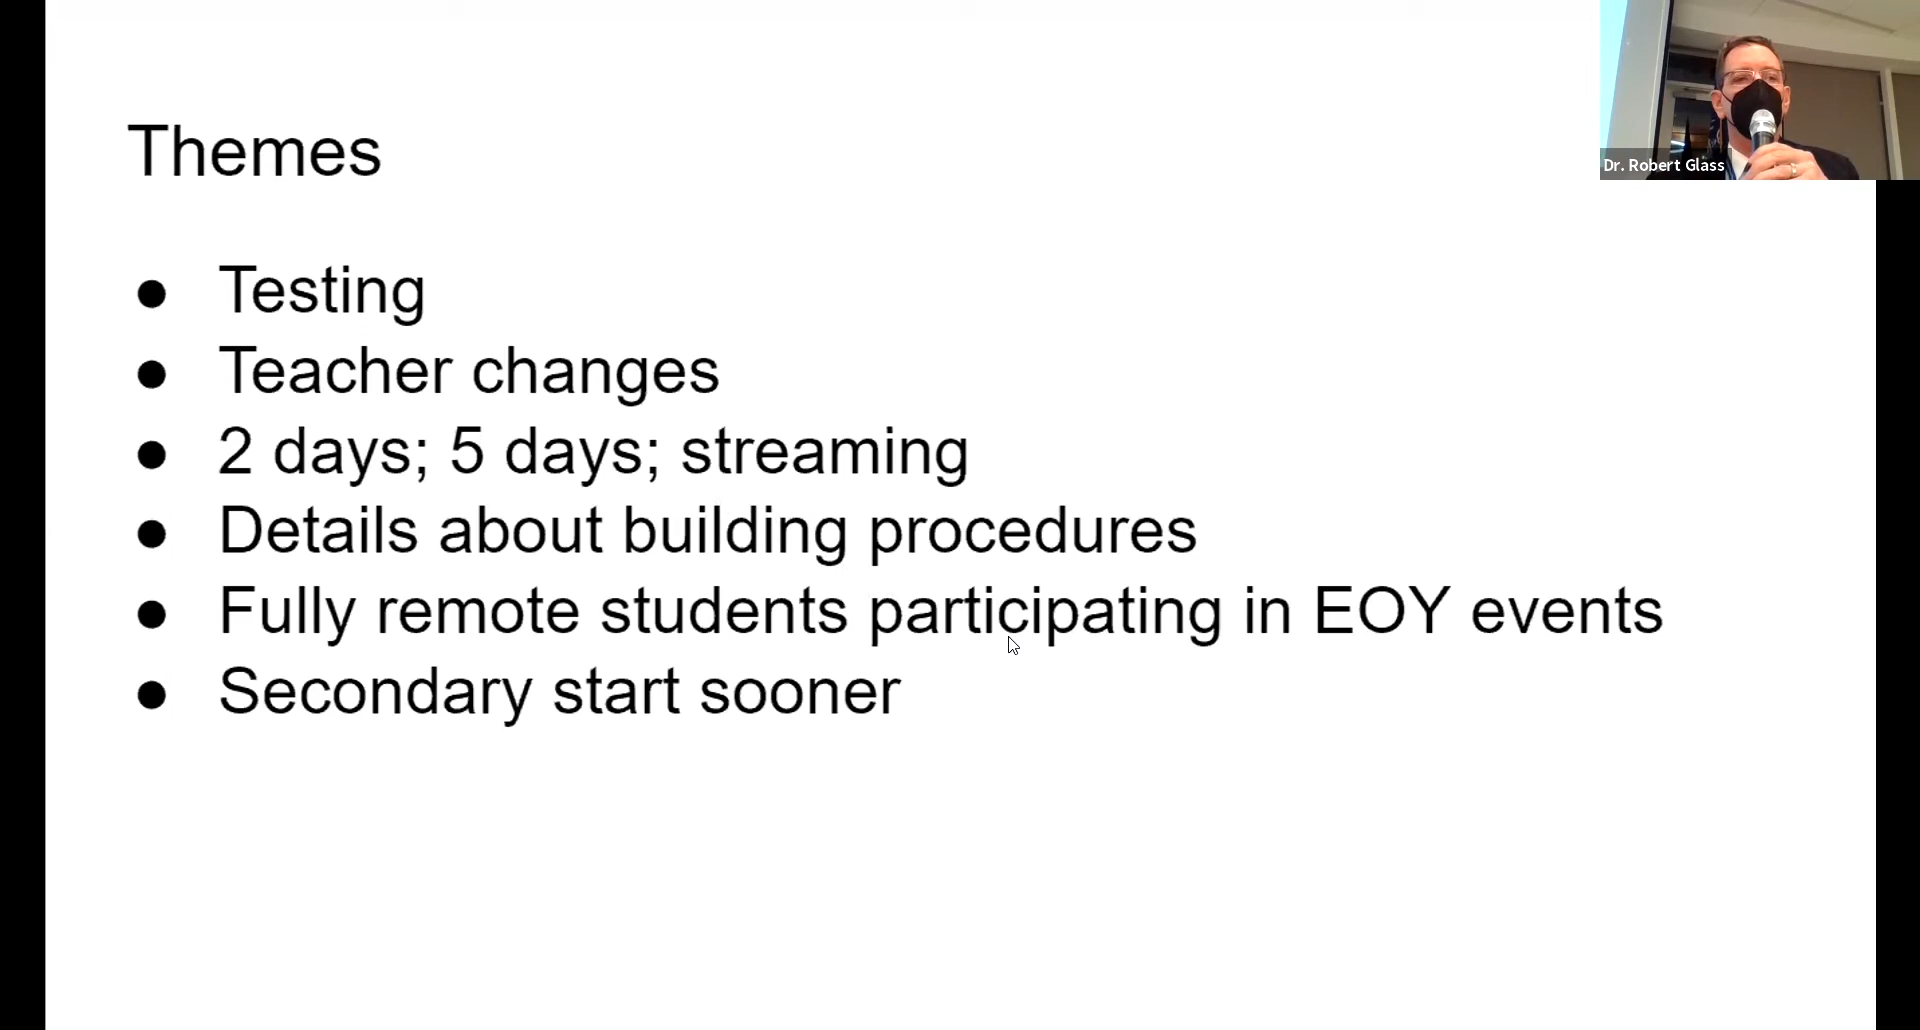 Themes
● Testing
● Teacher changes
● 2 days; 5 days; streaming
● Details about building procedures
● Fully remote students participating in EOY events
● Secondary start sooner
Dr. Robert Glass